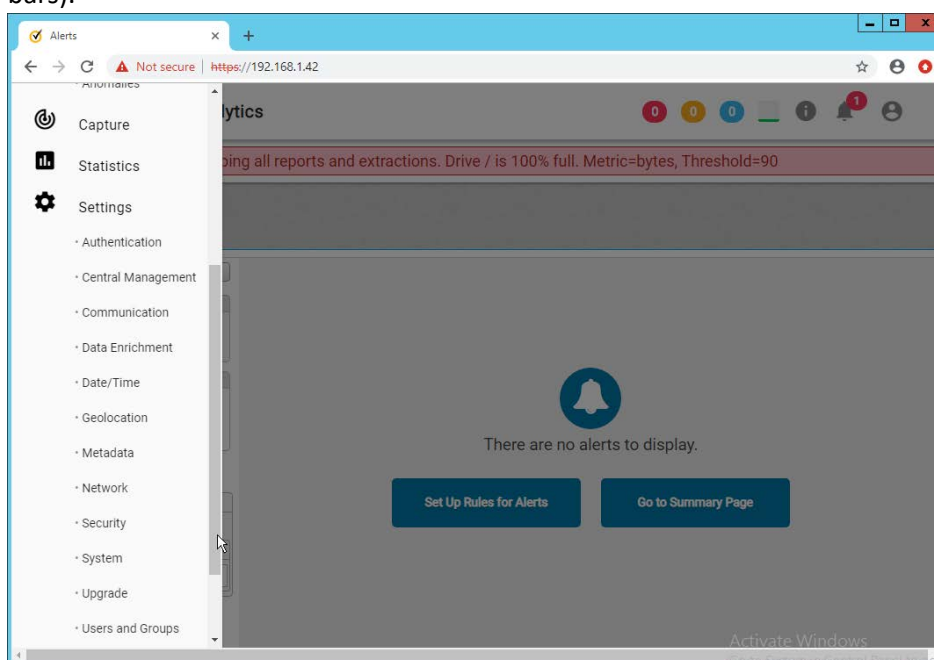 bars).
Alerts
Not secure | https://192.168.1.42
Anomalies
lytics
0 0 0 1
Capture
Statistics
ping all reports and extractions. Drive / is 100% full. Metric=bytes, Threshold=90
Settings
· Authentication
· Central Management
· Communication
· Data Enrichment
· Date/Time
· Geolocation
· Metadata
· Network
· Security
· System
· Upgrade
· Users and Groups
There are no alerts to display.
Set Up Rules for Alerts
Go to Summary Page
Activate Windows